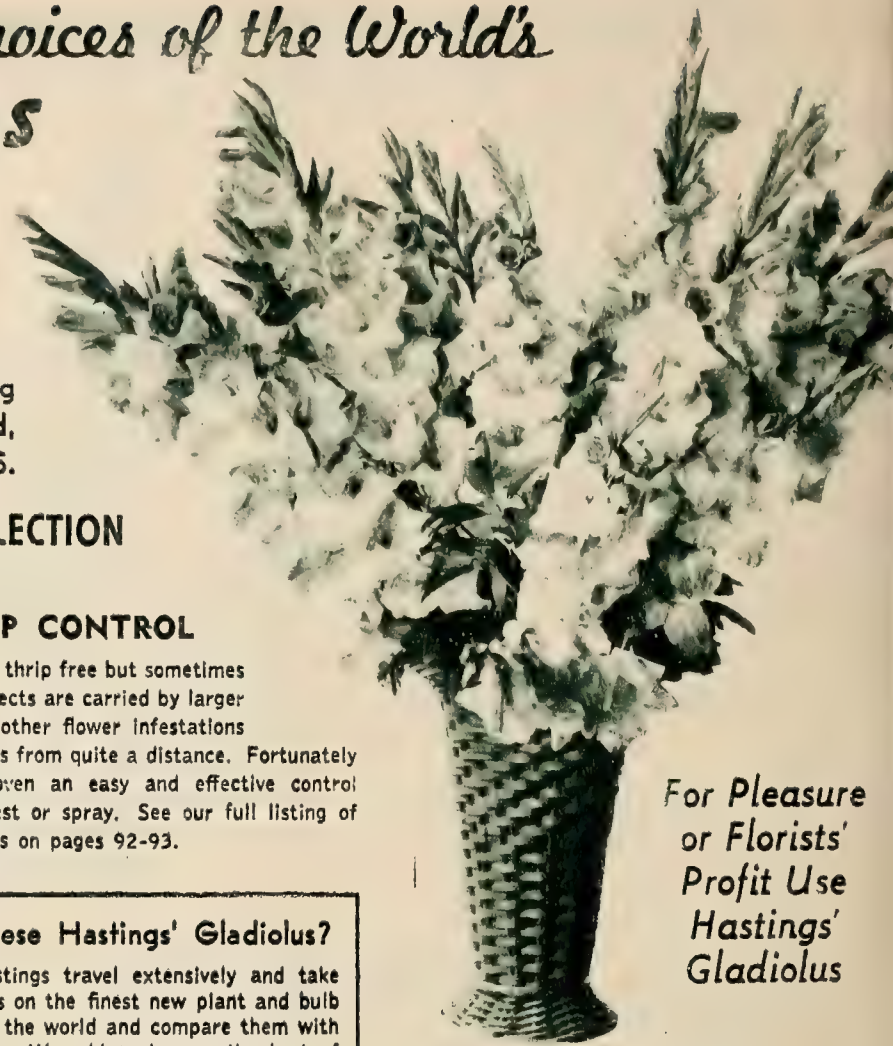 oices of the World's
s
g
d,
S.
LECTION
P CONTROL
thrip free but sometimes
ects are carried by larger
other flower infestations
s from quite a distance. Fortunately
oven an easy and effective control
est or spray. See our full listing of
s on pages 92-93.
ese Hastings' Gladiolus?
stings travel extensively and take
s on the finest new plant and bulb
the world and compare them with
For Pleasure
or Florists'
Profit Use
Hastings'
Gladiolus